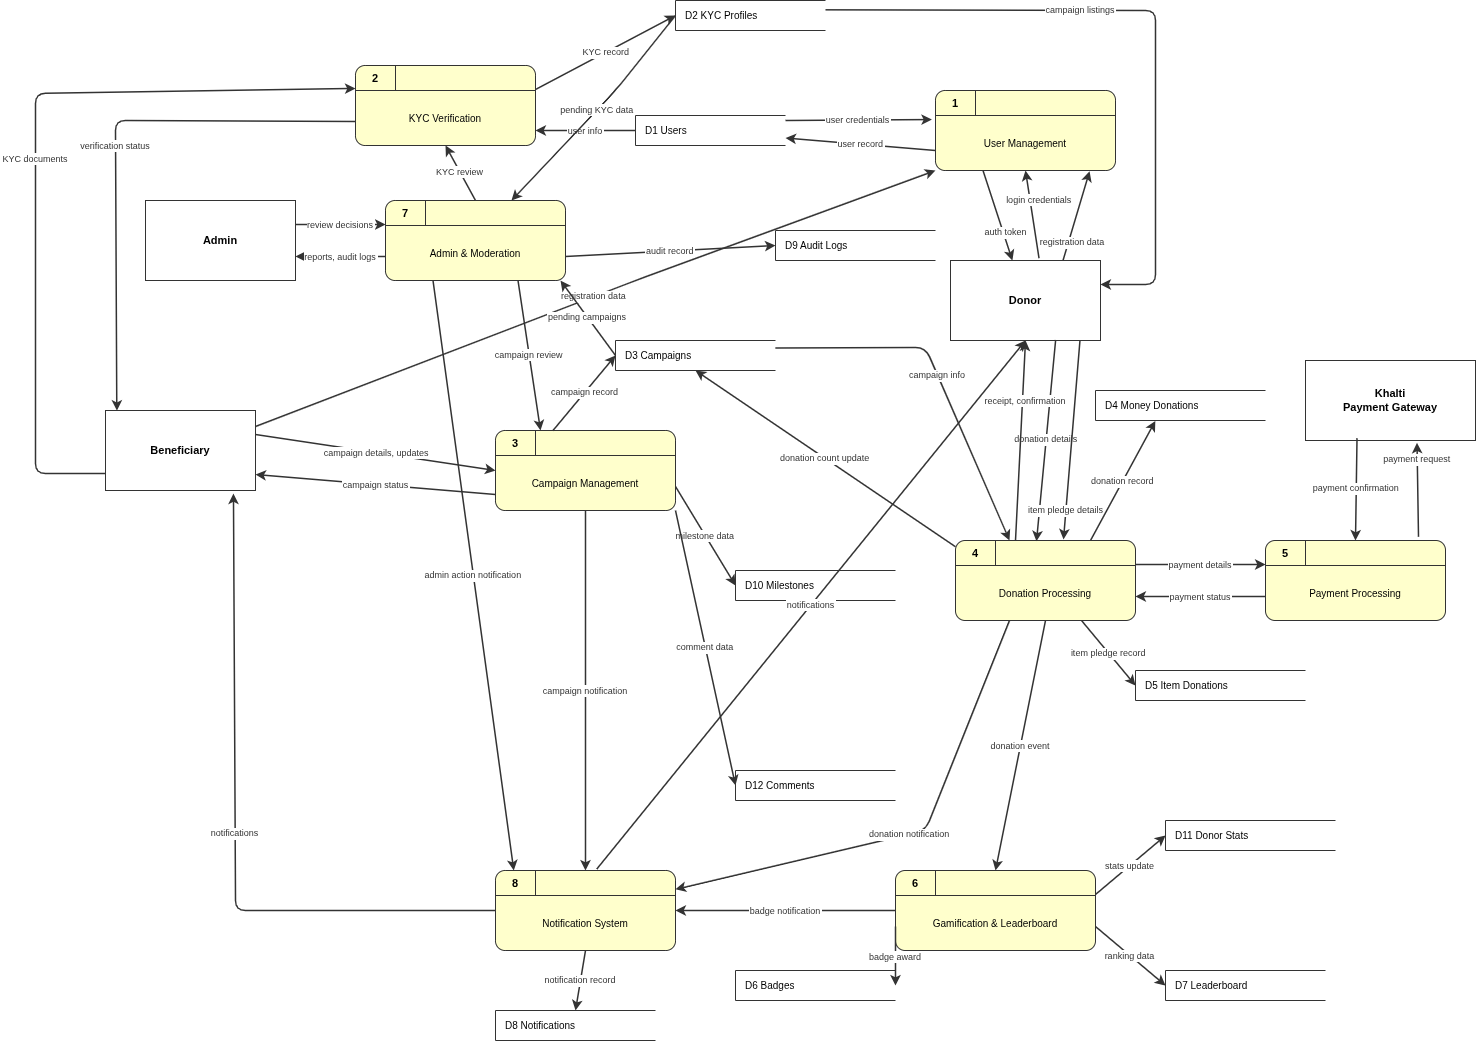 D2 KYC Profiles
campaign listings
KYC record
2
KYC Verification
1
User Management
pending KYC data
user info
D1 Users
user credentials
user record
verification status
KYC documents
KYC review
7
Admin & Moderation
Admin
review decisions
reports, audit logs
audit record
D9 Audit Logs
login credentials
auth token
registration data
Donor
registration data
pending campaigns
campaign review
D3 Campaigns
campaign info
campaign record
receipt, confirmation
D4 Money Donations
Khalti
Payment Gateway
Beneficiary
campaign details, updates
campaign status
3
Campaign Management
donation count update
donation details
donation record
payment request
payment confirmation
item pledge details
milestone data
admin action notification
D10 Milestones
notifications
4
Donation Processing
payment details
payment status
5
Payment Processing
comment data
item pledge record
D5 Item Donations
campaign notification
donation event
D12 Comments
notifications
donation notification
D11 Donor Stats
stats update
8
Notification System
badge notification
6
Gamification & Leaderboard
badge award
ranking data
notification record
D6 Badges
D7 Leaderboard
D8 Notifications